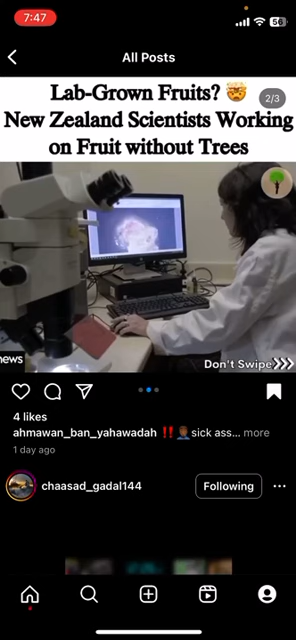 7:47
56
All Posts
Lab-Grown Fruits? 🤯
2/3
New Zealand Scientists Working
on Fruit without Trees
news
Don't Swipe
4 likes
ahmawan_ban_yahawadah ‼️ sick ass... more
1 day ago
chaasad_gadal144
Following